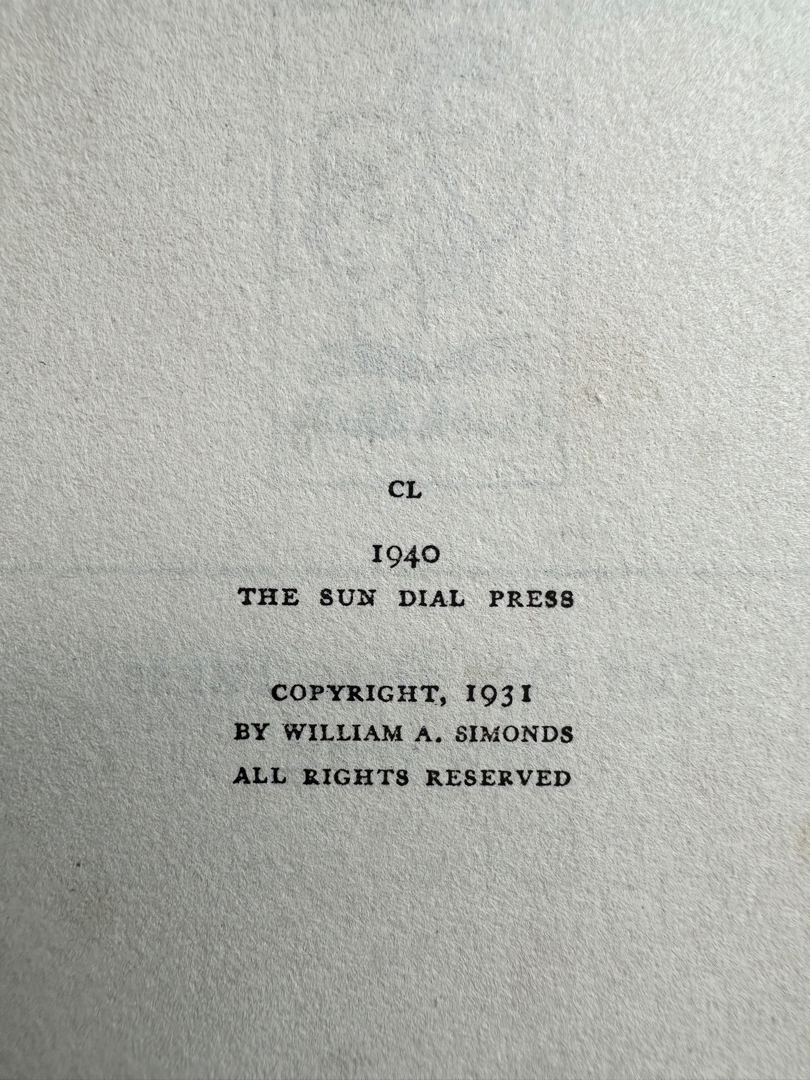 CL
1940
THE SUN DIAL PRESS
COPYRIGHT, 1931
BY WILLIAM A. SIMONDS
ALL RIGHTS RESERVED